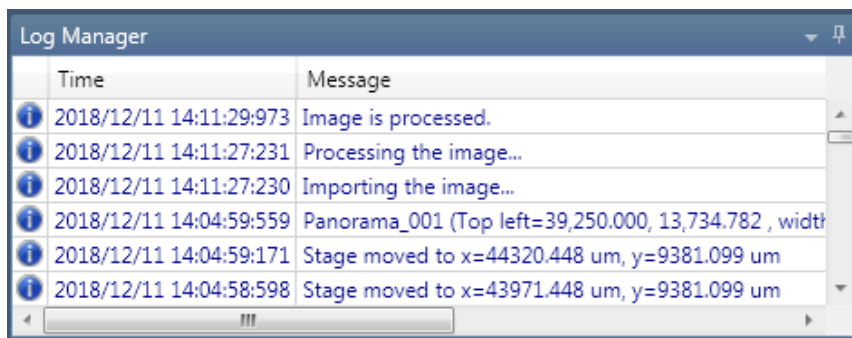 Log Manager
Time Message
2018/12/11 14:11:29:973 Image is processed.
2018/12/11 14:11:27:231 Processing the image...
2018/12/11 14:11:27:230 Importing the image...
2018/12/11 14:04:59:559 Panorama_001 (Top left=39,250.000, 13,734.782 , width
2018/12/11 14:04:59:171 Stage moved to x=44320.448 um, y=9381.099 um
2018/12/11 14:04:58:598 Stage moved to x=43971.448 um, y=9381.099 um